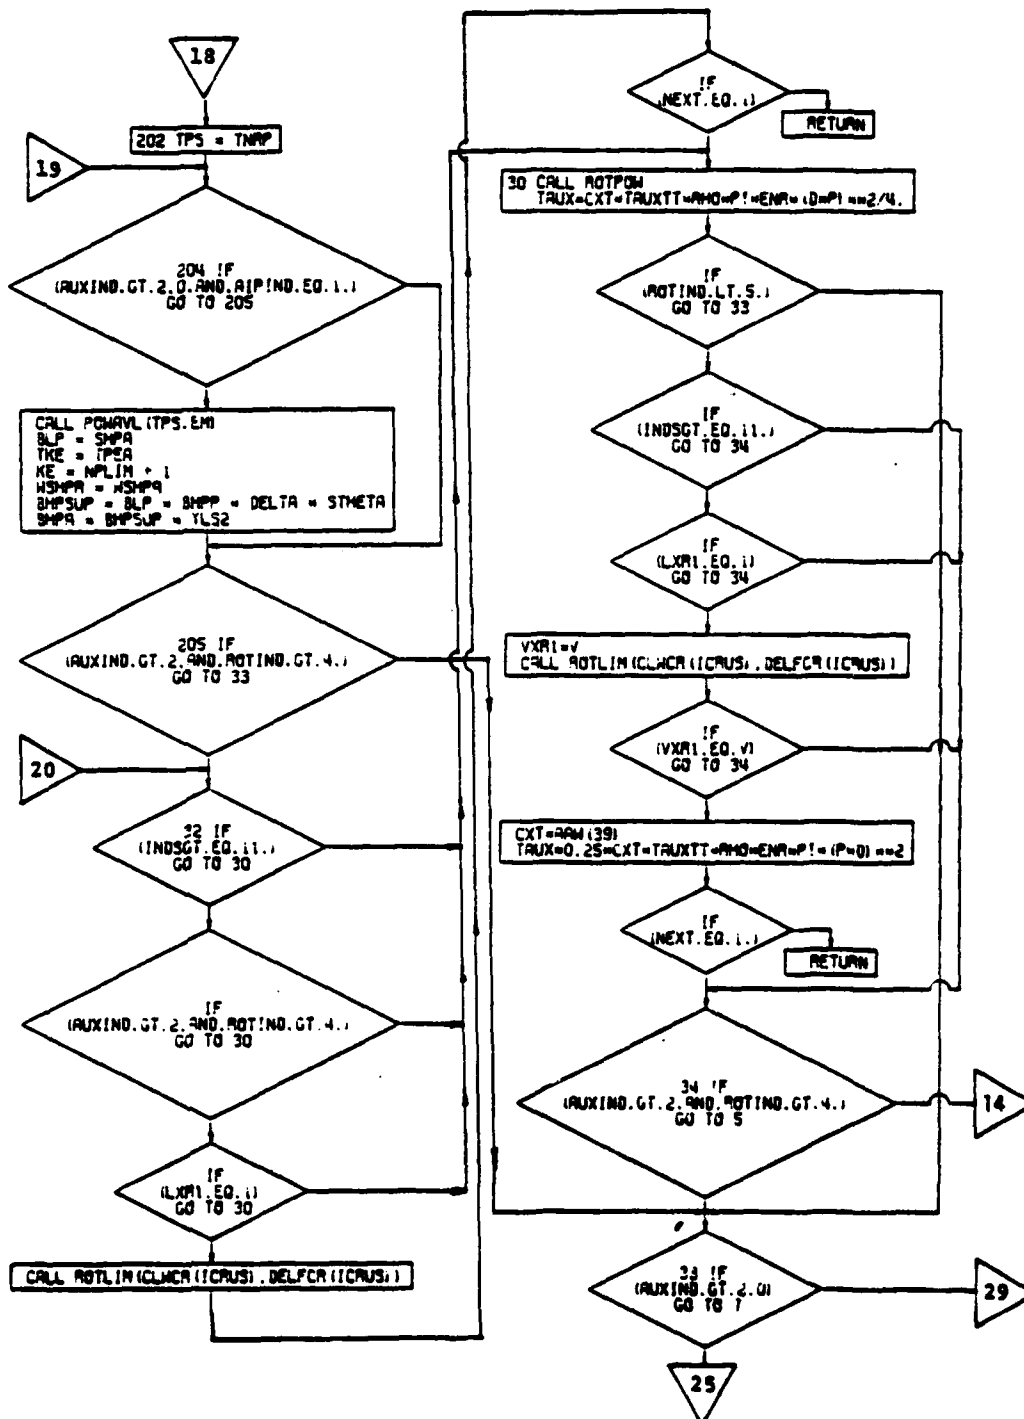 18
202 TPS = TNRP
19
204 IF
(AUXIND.GT.2.0.AND.AIPIND.EQ.1.)
GO TO 205
CALL POWAVL(TPS,EM)
BLP = SHPA
TKE = TPEA
KE = NPLIM + 1
WSHPR = WSHPQ
BHPSUP = BLP * BHPP * DELTA * STHETA
SHPA = BHPSUP * YLS2
205 IF
(AUXIND.GT.2.AND.ROTIND.GT.4.)
GO TO 33
20
32 IF
(INDSGT.EQ.11.)
GO TO 30
IF
(AUXIND.GT.2.AND.ROTIND.GT.4.)
GO TO 30
IF
(LXR1.EQ.1)
GO TO 30
CALL ROTLIM(CLWCR(ICRUS),DELFCR(ICRUS))
IF
(NEXT.EQ.1)
RETURN
30 CALL ROTPOW
TAUX=CXT*TAUXTT*RHO*PI*ENR*(D*P)**2/4.
IF
(ROTIND.LT.5.)
GO TO 33
IF
(INDSGT.EQ.11.)
GO TO 34
IF
(LXR1.EQ.1)
GO TO 34
VXR1=V
CALL ROTLIM(CLWCR(ICRUS),DELFCR(ICRUS))
IF
(VXR1.EQ.V)
GO TO 34
CXT=AAW(39)
TAUX=0.25*CXT*TAUXTT*RHO*ENR*PI*(P*D)**2
IF
(NEXT.EQ.1.)
RETURN
34 IF
(AUXIND.GT.2.AND.ROTIND.GT.4.)
GO TO 5
14
33 IF
(AUXIND.GT.2.0)
GO TO 7
29
25